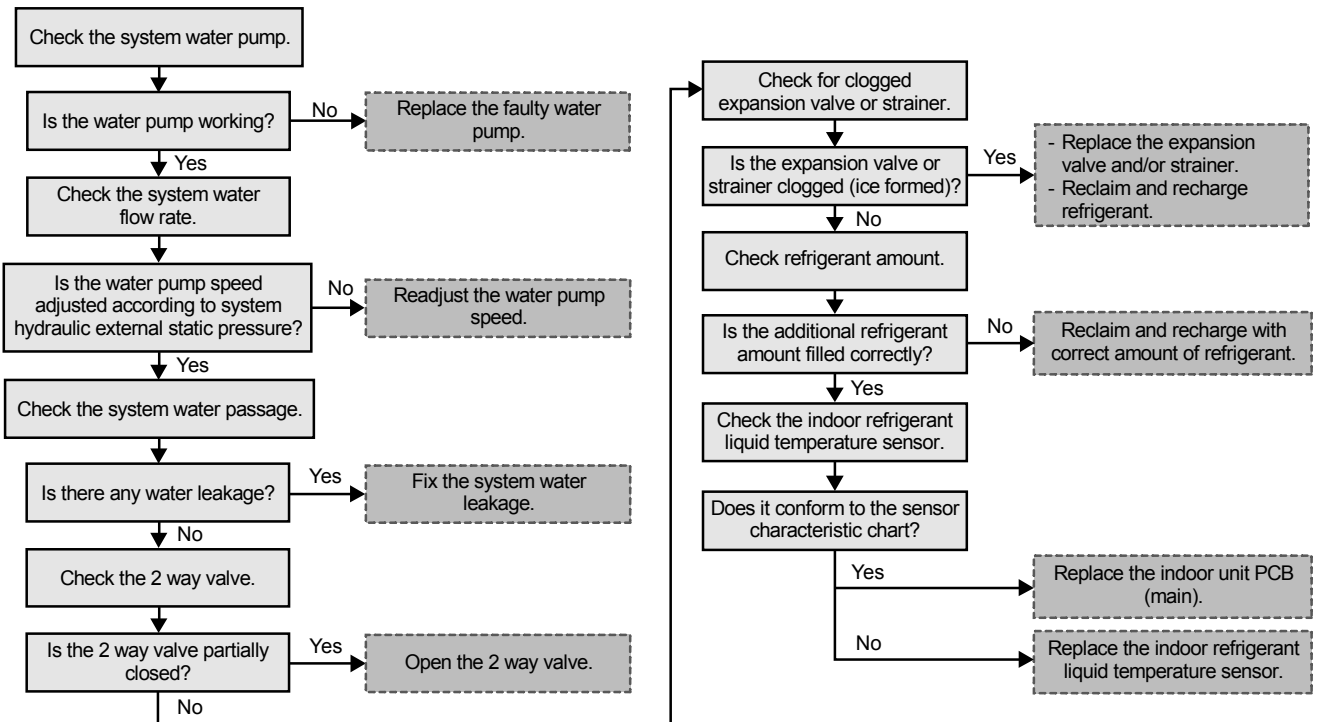 Check the system water pump.
Is the water pump working?
No
Replace the faulty water
pump.
Yes
Check the system water
flow rate.
Is the water pump speed
adjusted according to system
hydraulic external static pressure?
No
Readjust the water pump
speed.
Yes
Check the system water passage.
Is there any water leakage?
Yes
Fix the system water
leakage.
No
Check the 2 way valve.
Is the 2 way valve partially
closed?
Yes
Open the 2 way valve.
No
Check for clogged
expansion valve or strainer.
Is the expansion valve or
strainer clogged (ice formed)?
Yes
- Replace the expansion
valve and/or strainer.
- Reclaim and recharge
refrigerant.
No
Check refrigerant amount.
Is the additional refrigerant
amount filled correctly?
No
Reclaim and recharge with
correct amount of refrigerant.
Yes
Check the indoor refrigerant
liquid temperature sensor.
Does it conform to the sensor
characteristic chart?
Yes
Replace the indoor unit PCB
(main).
No
Replace the indoor refrigerant
liquid temperature sensor.